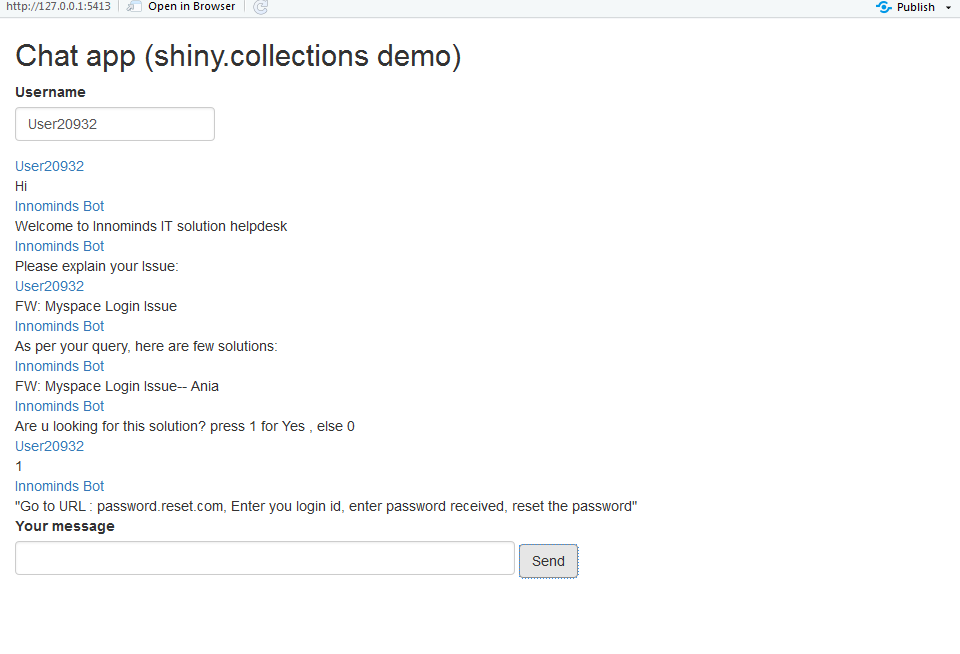 http://127.0.0.1:5413 Open in Browser Publish
Chat app (shiny.collections demo)
Username
User20932
User20932
Hi
Innominds Bot
Welcome to Innominds IT solution helpdesk
Innominds Bot
Please explain your Issue:
User20932
FW: Myspace Login Issue
Innominds Bot
As per your query, here are few solutions:
Innominds Bot
FW: Myspace Login Issue-- Ania
Innominds Bot
Are u looking for this solution? press 1 for Yes , else 0
User20932
1
Innominds Bot
"Go to URL : password.reset.com, Enter you login id, enter password received, reset the password"
Your message
Send